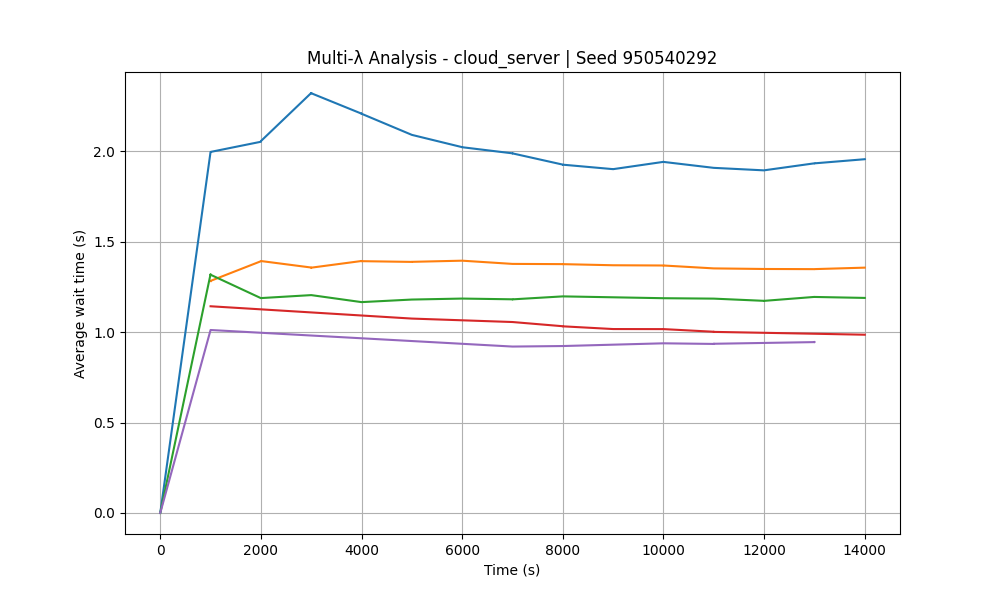 Multi-λ Analysis - cloud_server | Seed 950540292
Average wait time (s)
2.0
1.5
1.0
0.5
0.0
0 2000 4000 6000 8000 10000 12000 14000
Time (s)